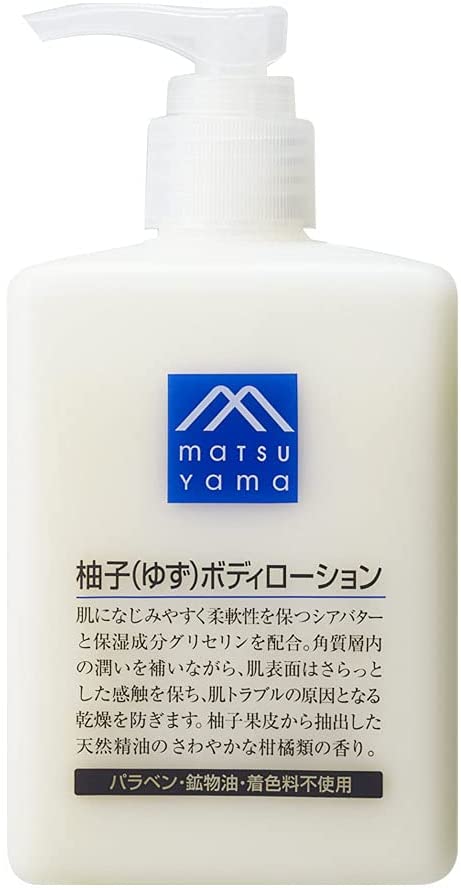 maTSU
yama
柚子(ゆず)ボディローション
肌になじみやすく柔軟性を保つシアバター
と保湿成分グリセリンを配合。角質層内
の潤いを補いながら、肌表面はさらっと
した感触を保ち、肌トラブルの原因となる
乾燥を防ぎます。柚子果皮から抽出した
天然精油のさわやかな柑橘類の香り。
パラベン・鉱物油・着色料不使用